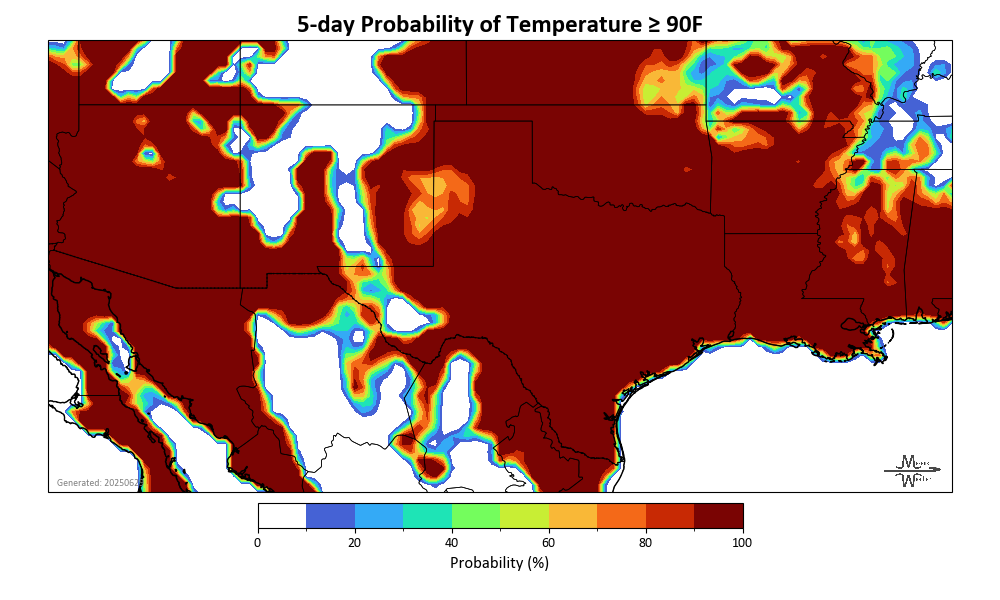 5-day Probability of Temperature ≥ 90F
Generated: 2025062
0 20 40 60 80 100
Probability (%)